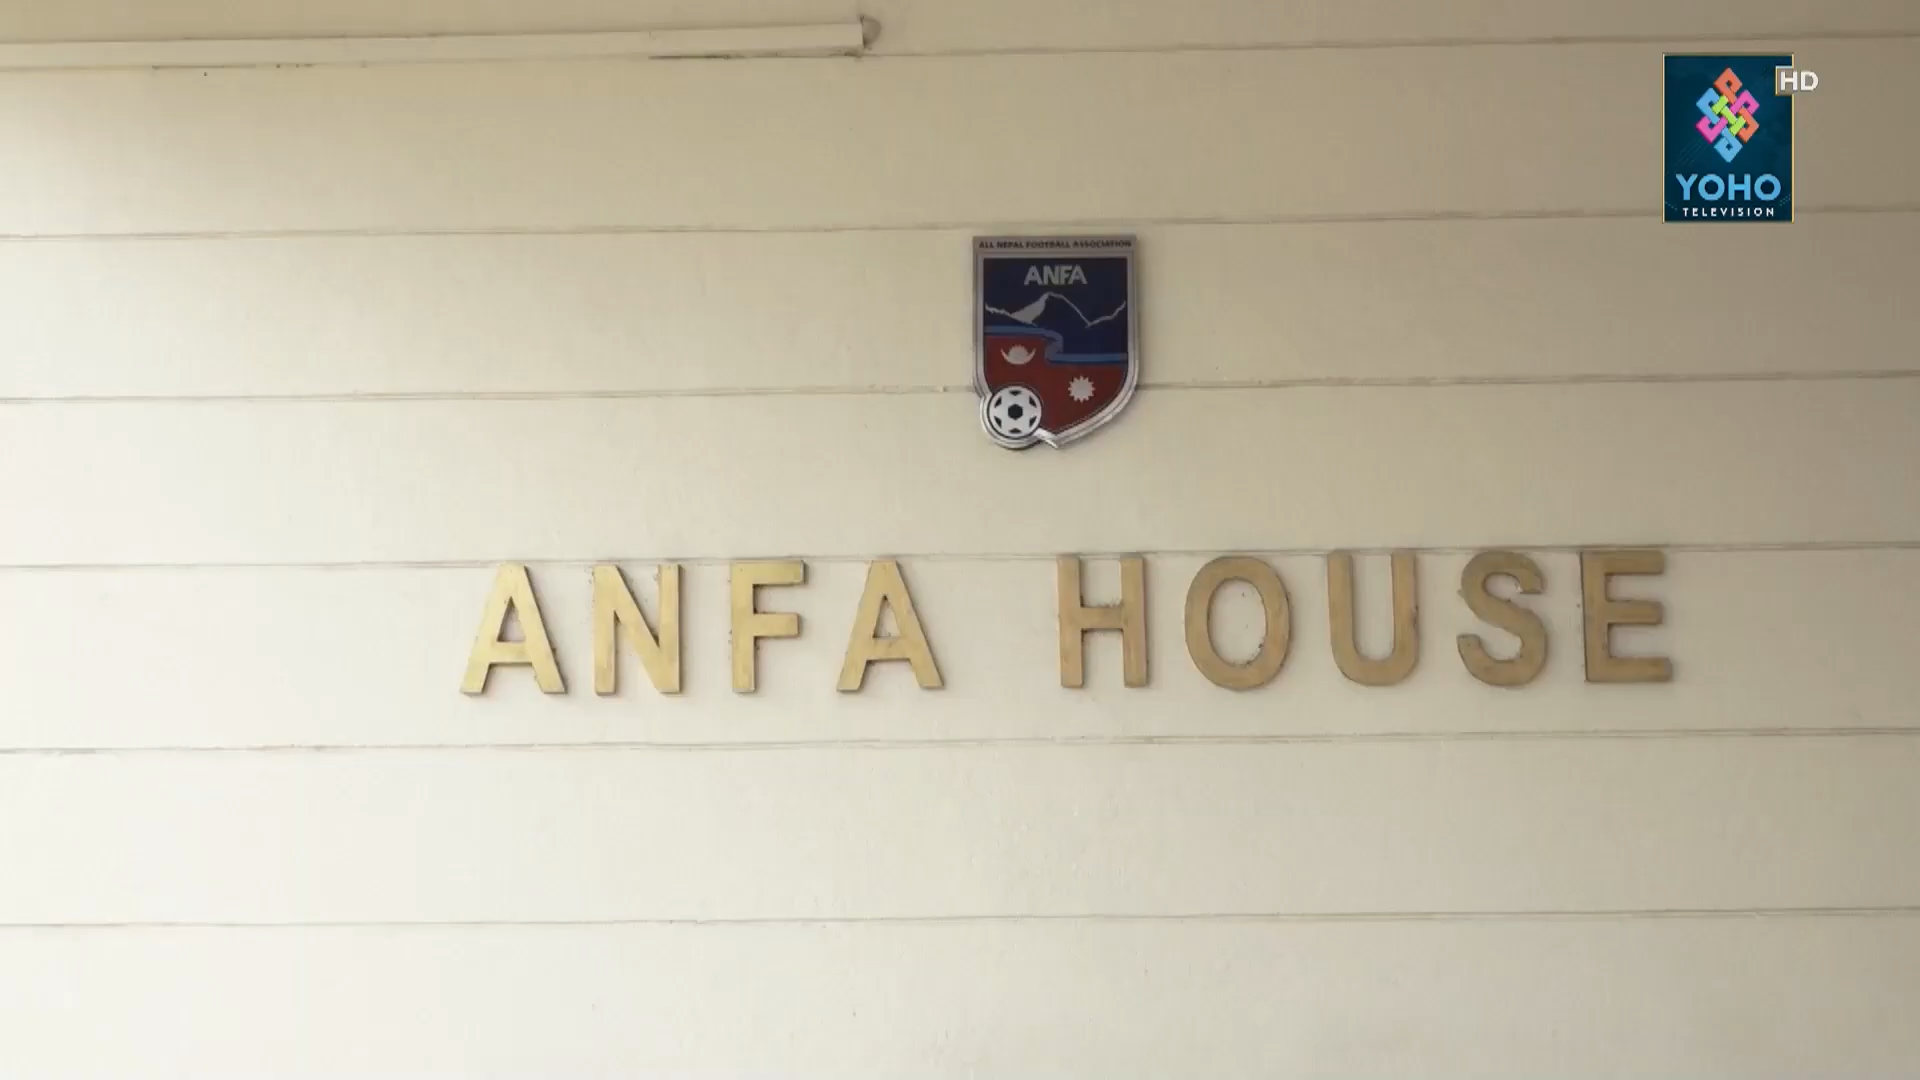 HD
YOHO
TELEVISION
ALL NEPAL FOOTBALL ASSOCIATION
ANFA
ANFA HOUSE